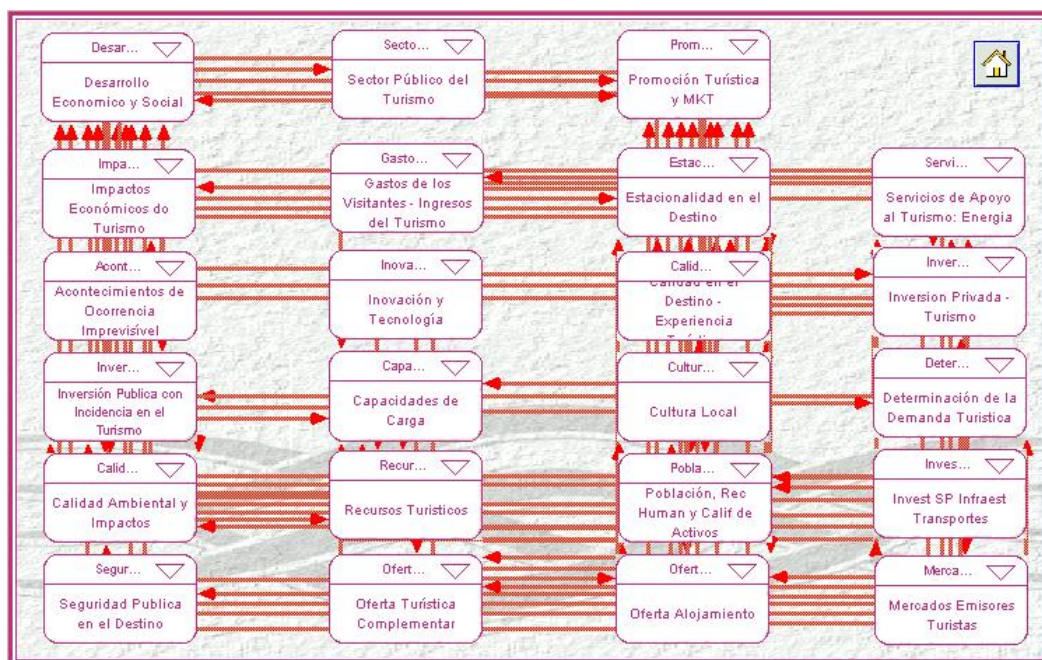 Desar...
Desarrollo
Economico y Social
Secto...
Sector Público del
Turismo
Prom...
Promoción Turística
y MKT
Impa...
Impactos
Económicos do
Turismo
Gasto...
Gastos de los
Visitantes - Ingresos
del Turismo
Estac...
Estacionalidad en el
Destino
Servi...
Servicios de Apoyo
al Turismo: Energia
Acont...
Acontecimientos de
Ocorrencia
Imprevisível
Inova...
Inovación y
Tecnología
Calid...
Calidad en el
Destino -
Experiencia
Inver...
Inversion Privada -
Turismo
Inver...
Inversión Publica con
Incidencia en el
Turismo
Capa...
Capacidades de
Carga
Cultur...
Cultura Local
Deter...
Determinación de la
Demanda Turistica
Calid...
Calidad Ambiental y
Impactos
Recur...
Recursos Turisticos
Pobla...
Población, Rec
Human y Calif de
Activos
Inves...
Invest SP Infraest
Transportes
Segur...
Seguridad Publica
en el Destino
Ofert...
Oferta Turística
Complementar
Ofert...
Oferta Alojamiento
Merca...
Mercados Emisores
Turistas